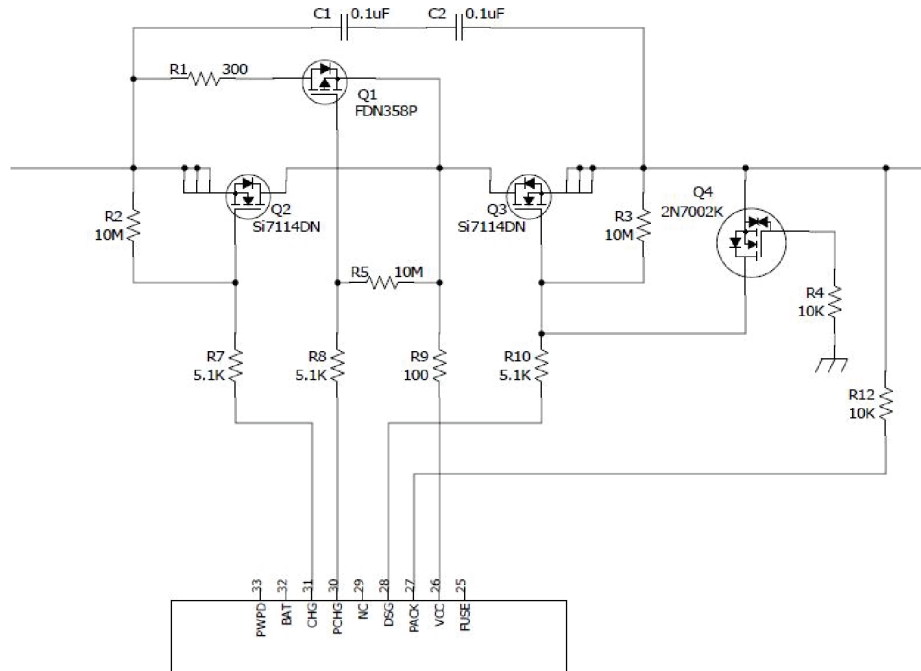 C1 0.1uF C2 0.1uF
R1 300
Q1
FDN358P
Q2
Si7114DN
Q3
Si7114DN
Q4
2N7002K
R2
10M
R3
10M
R5 10M
R4
10K
R7
5.1K
R8
5.1K
R9
100
R10
5.1K
R12
10K
33 32 31 30 29 28 27 26 25
PWPD BAT CHG PCHG NC DSG PACK VCC FUSE